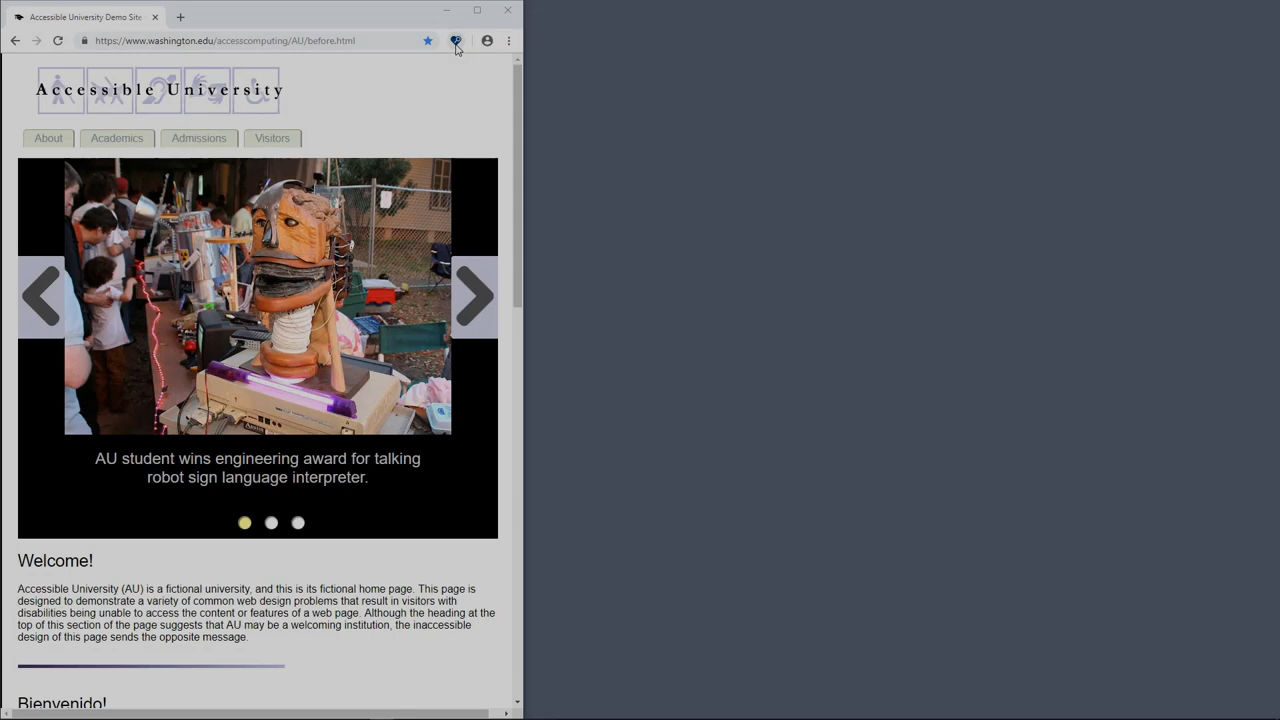 Accessible University Demo Site
https://www.washington.edu/accesscomputing/AU/before.html
Accessible University
About Academics Admissions Visitors
AU student wins engineering award for talking
robot sign language interpreter.
Welcome!
Accessible University (AU) is a fictional university, and this is its fictional home page. This page is
designed to demonstrate a variety of common web design problems that result in visitors with
disabilities being unable to access the content or features of a web page. Although the heading at the
top of this section of the page suggests that AU may be a welcoming institution, the inaccessible
design of this page sends the opposite message.
Bienvenido!